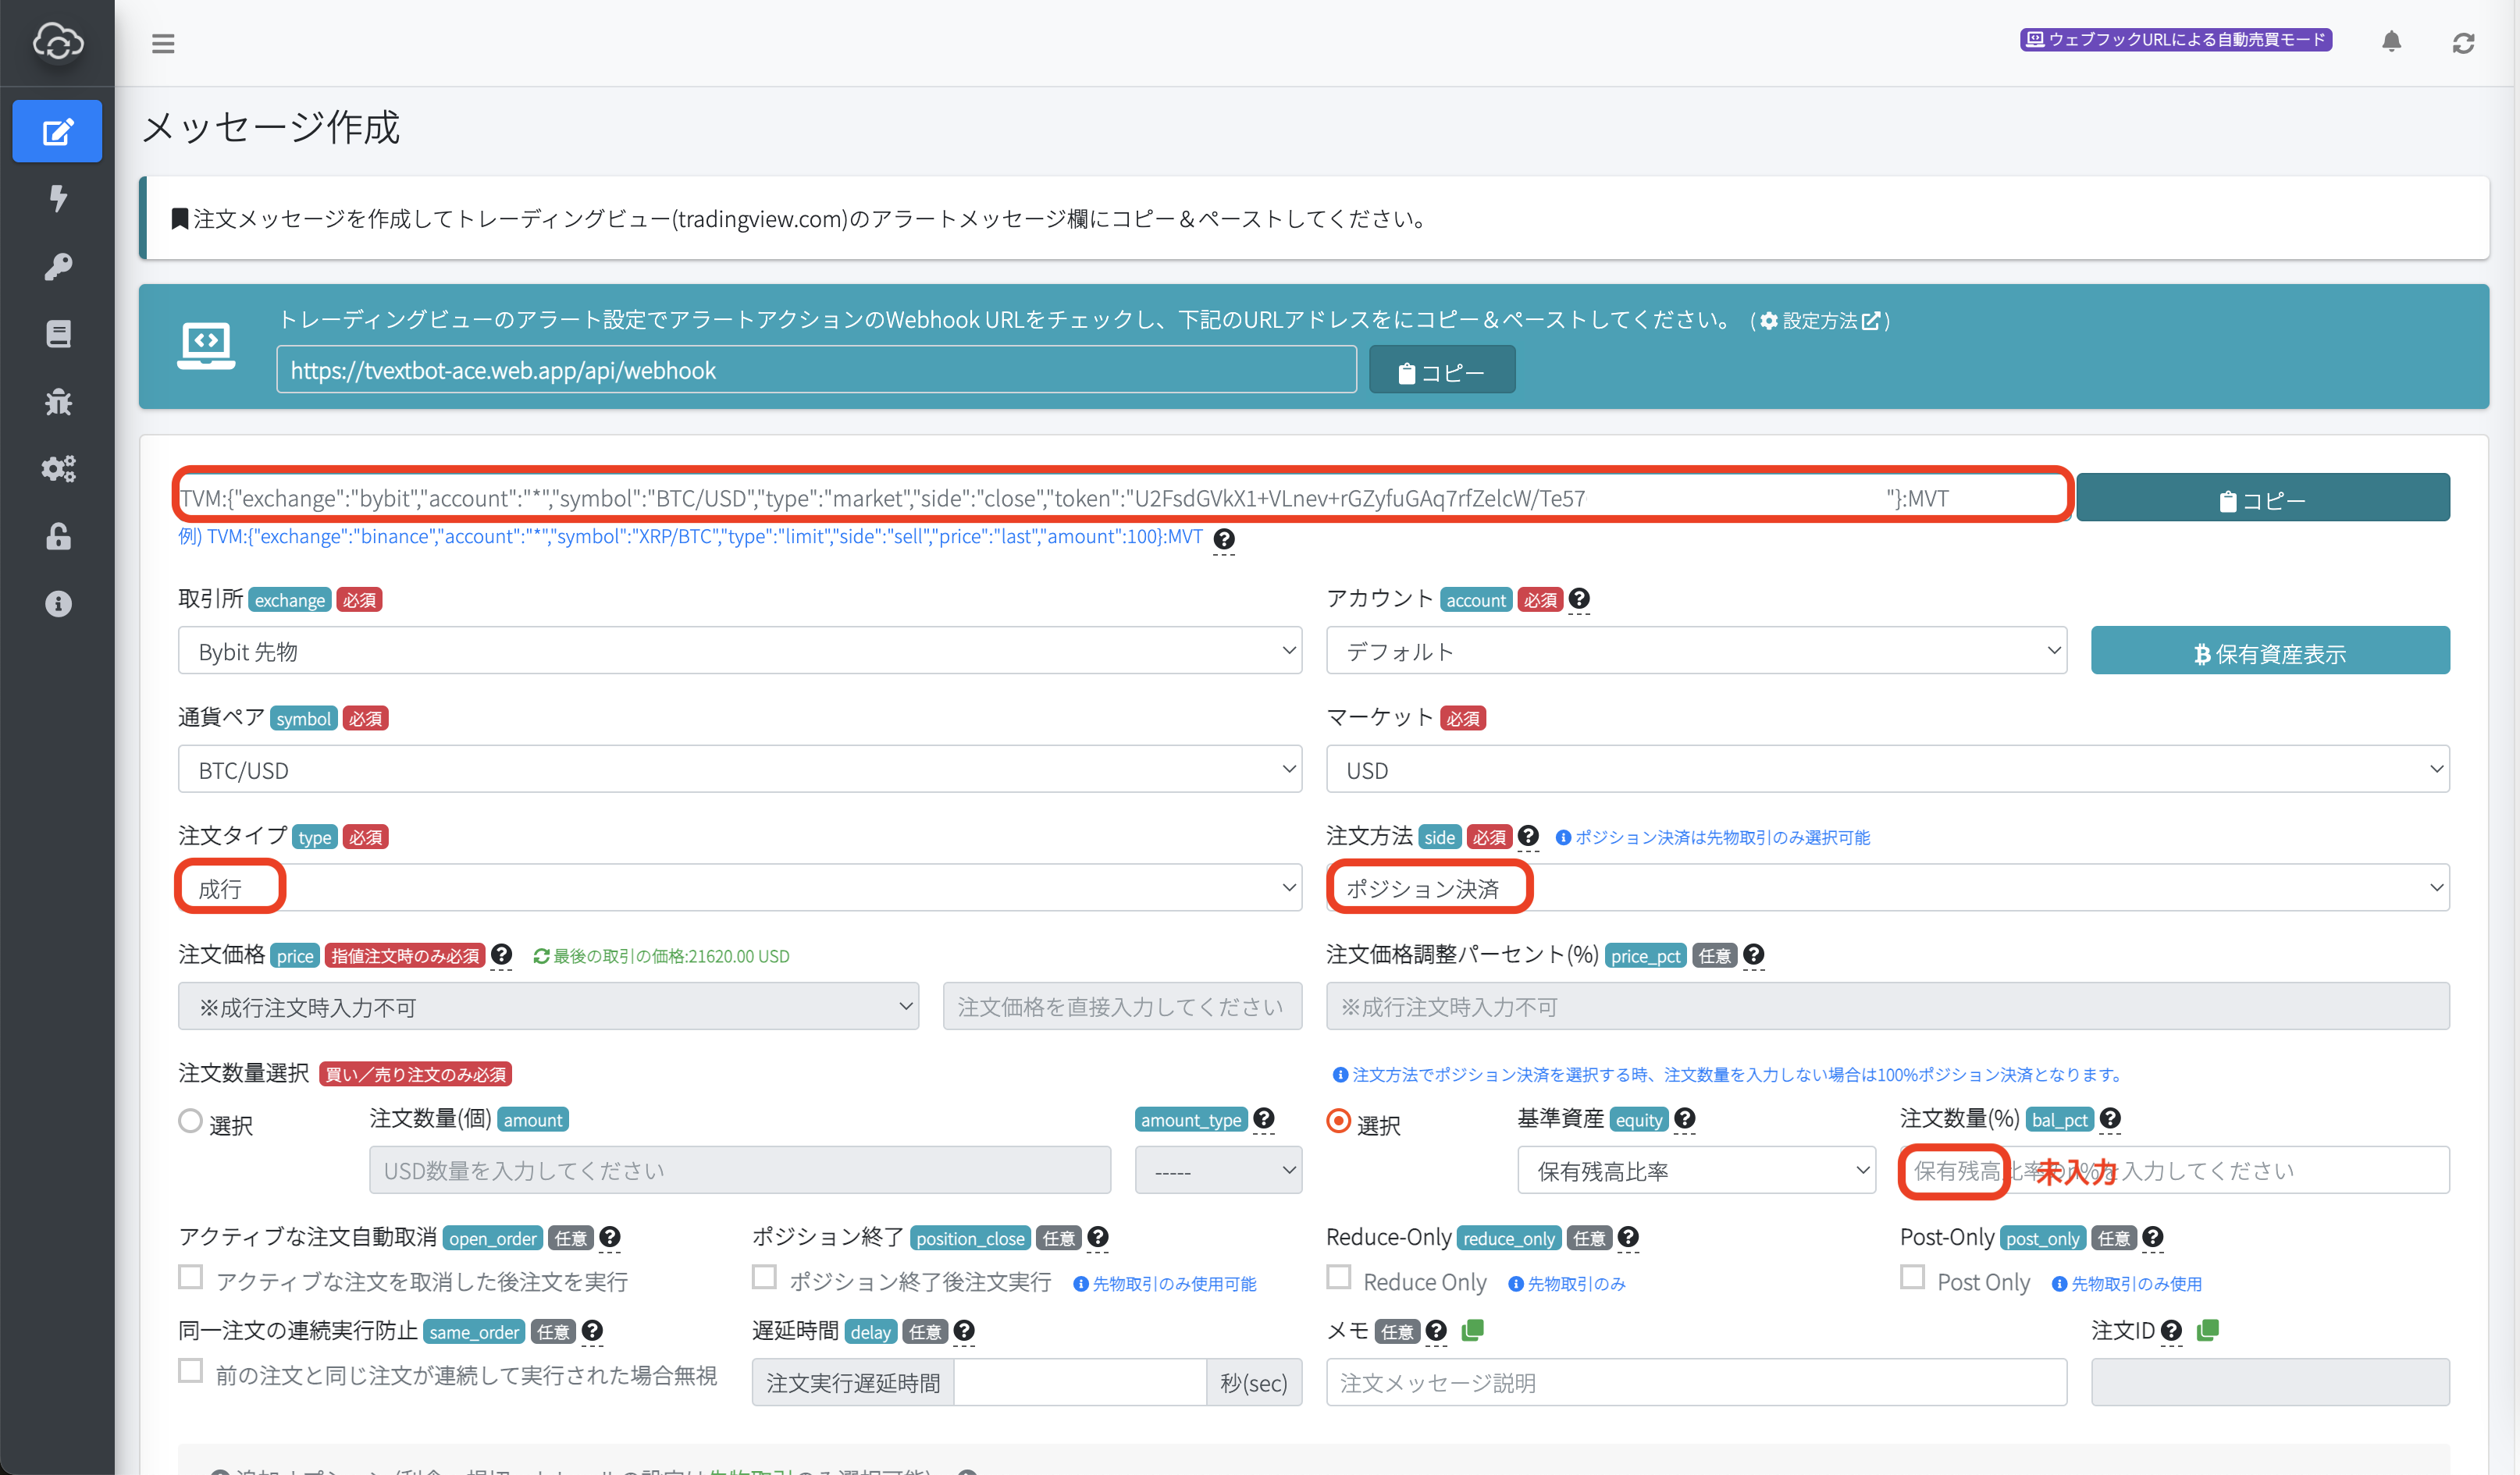 ウェブフックURLによる自動売買モード
メッセージ作成
注文メッセージを作成してトレーディングビュー(tradingview.com)のアラートメッセージ欄にコピー＆ペーストしてください。
トレーディングビューのアラート設定でアラートアクションのWebhook URLをチェックし、下記のURLアドレスをにコピー＆ペーストしてください。 ( 設定方法 )
https://tvextbot-ace.web.app/api/webhook コピー
TVM:{"exchange":"bybit","account":"*","symbol":"BTC/USD","type":"market","side":"close","token":"U2FsdGVkX1+VLnev+rGZyfuGAq7rfZelcW/Te57 "}:MVT コピー
例) TVM:{"exchange":"binance","account":"*","symbol":"XRP/BTC","type":"limit","side":"sell","price":"last","amount":100}:MVT
取引所 exchange 必須 アカウント account 必須
Bybit 先物 デフォルト 保有資産表示
通貨ペア symbol 必須 マーケット 必須
BTC/USD USD
注文タイプ type 必須 注文方法 side 必須 ポジション決済は先物取引のみ選択可能
成行 ポジション決済
注文価格 price 指値注文時のみ必須 最後の取引の価格:21620.00 USD 注文価格調整パーセント(%) price_pct 任意
※成行注文時入力不可 注文価格を直接入力してください ※成行注文時入力不可
注文数量選択 買い／売り注文のみ必須 注文方法でポジション決済を選択する時、注文数量を入力しない場合は100%ポジション決済となります。
選択 注文数量(個) amount amount_type 選択 基準資産 equity 注文数量(%) bal_pct
USD数量を入力してください ----- 保有残高比率 保有残高比率 %を入力してください 未入力
アクティブな注文自動取消 open_order 任意 ポジション終了 position_close 任意 Reduce-Only reduce_only 任意 Post-Only post_only 任意
アクティブな注文を取消した後注文を実行 ポジション終了後注文実行 先物取引のみ使用可能 Reduce Only 先物取引のみ Post Only 先物取引のみ使用
同一注文の連続実行防止 same_order 任意 遅延時間 delay 任意 メモ 任意 注文ID
前の注文と同じ注文が連続して実行された場合無視 注文実行遅延時間 秒(sec) 注文メッセージ説明